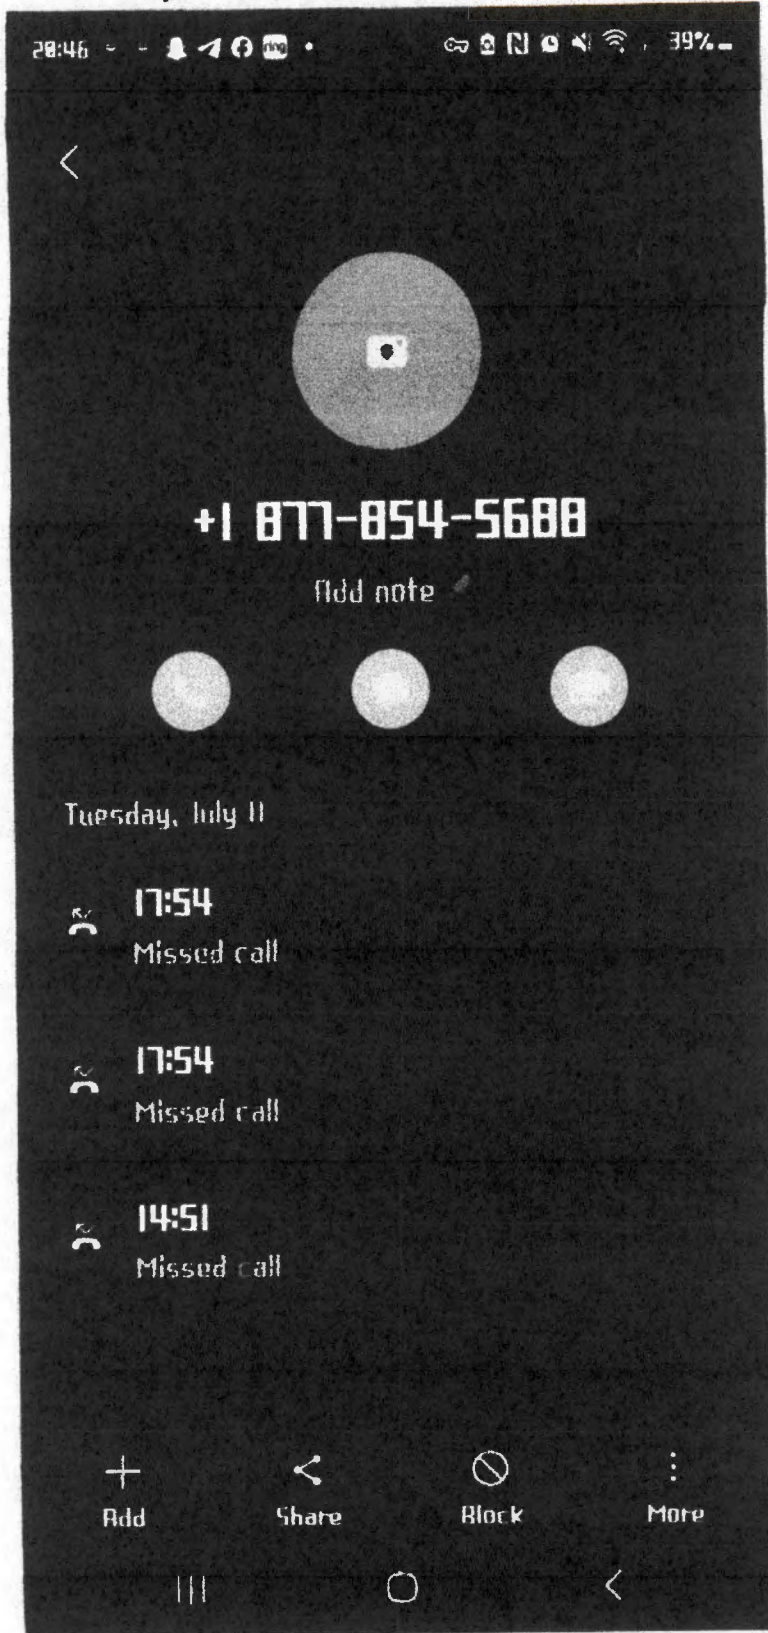 20:46 ring 39%
+1 877-854-5688
Add note
Tuesday, July 11
17:54
Missed call
17:54
Missed call
14:51
Missed call
Add Share Block More